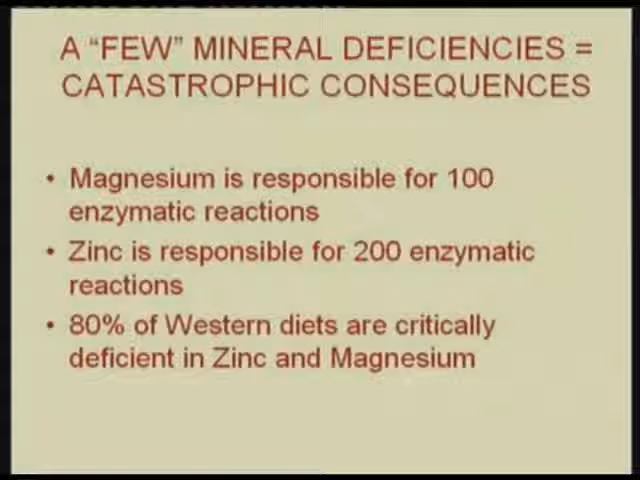 A “FEW” MINERAL DEFICIENCIES =
CATASTROPHIC CONSEQUENCES
• Magnesium is responsible for 100
enzymatic reactions
• Zinc is responsible for 200 enzymatic
reactions
• 80% of Western diets are critically
deficient in Zinc and Magnesium